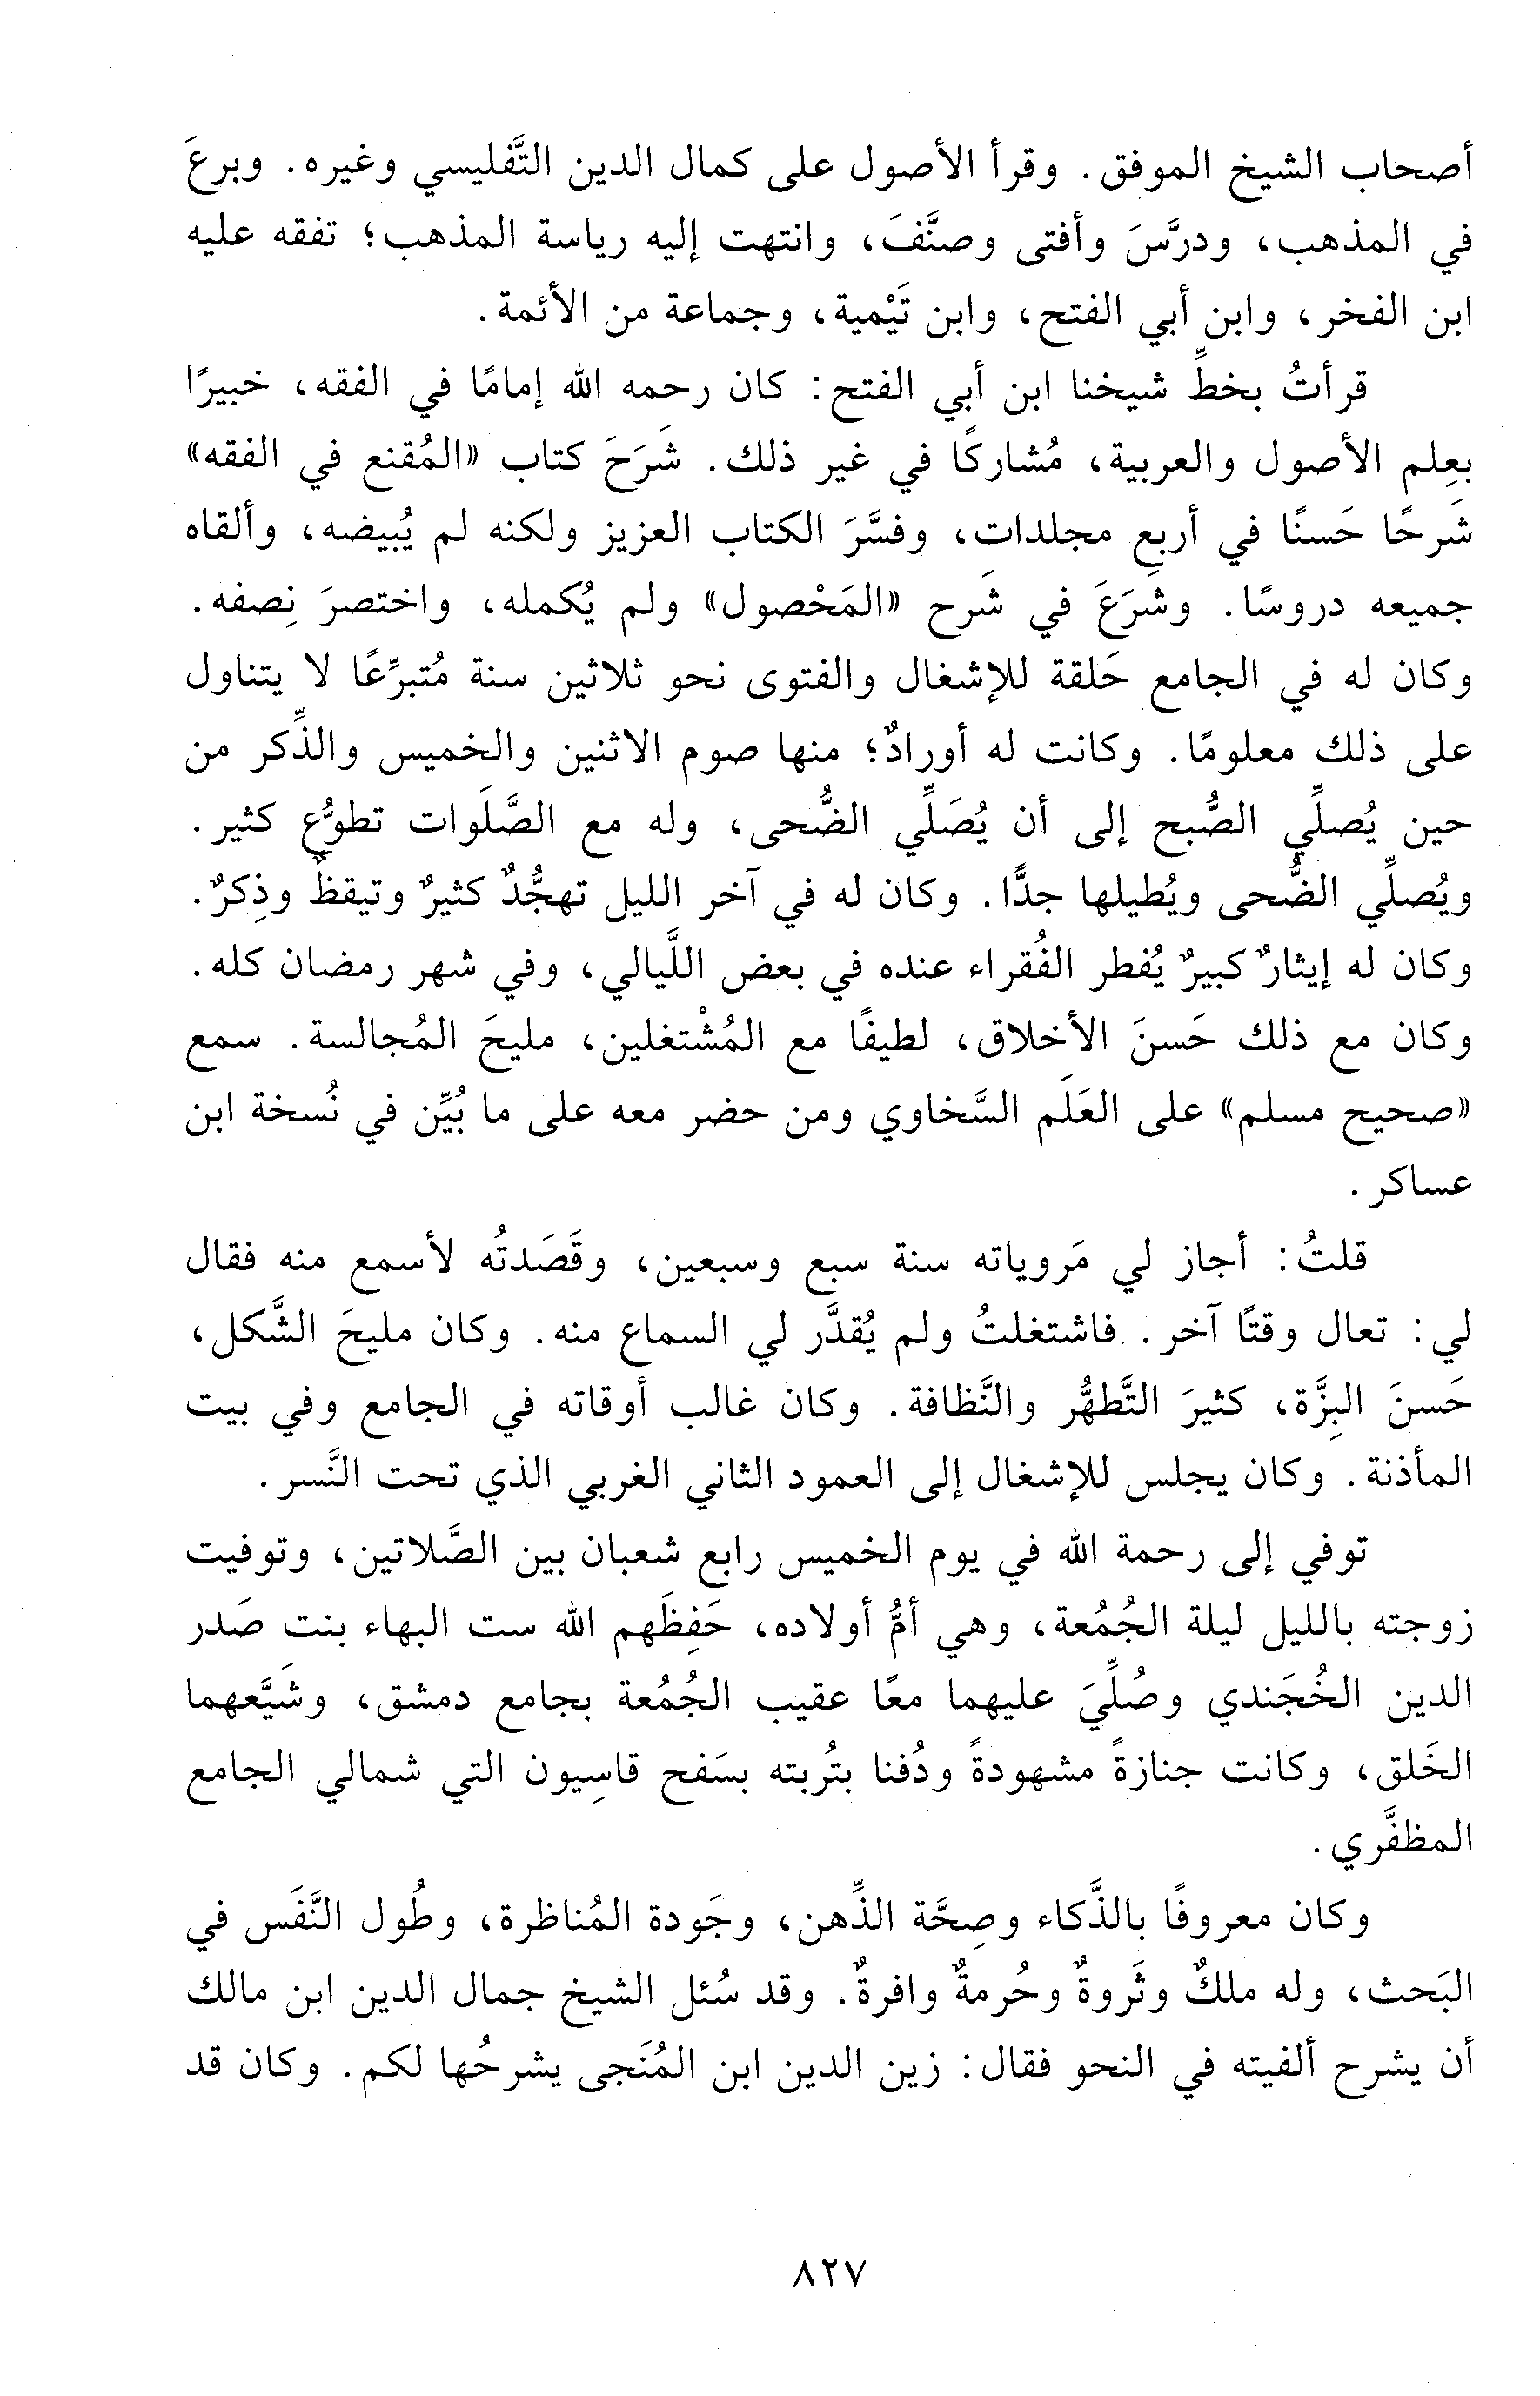 أصحاب الشيخ الموفق. وقرأ الأصول على كمال الدين التَّفليسي وغيره. وبرعَ
في المذهب، ودرَّسَ وأفتى وصنَّفَ، وانتهت إليه رياسة المذهب؛ تفقه عليه
ابن الفخر، وابن أبي الفتح، وابن تَيْمية، وجماعة من الأئمة.
قرأتُ بخطِّ شيخنا ابن أبي الفتح: كان رحمه الله إمامًا في الفقه، خبيرًا
بعِلم الأصول والعربية، مُشاركًا في غير ذلك. شَرَحَ كتاب «المُقنع في الفقه»
شَرحًا حَسنًا في أربعِ مجلدات، وفسَّرَ الكتاب العزيز ولكنه لم يُبيضه، وألقاه
جميعه دروسًا. وشرَعَ في شَرح «المَحْصول» ولم يُكمله، واختصرَ نِصفه.
وكان له في الجامع حَلقة للإشغال والفتوى نحو ثلاثين سنة مُتبرِّعًا لا يتناول
على ذلك معلومًا. وكانت له أورادٌ؛ منها صوم الاثنين والخميس والذِّكر من
حين يُصلِّي الصُّبح إلى أن يُصَلِّي الضُّحى، وله مع الصَّلَوات تطوُّع كثير.
ويُصلِّي الضُّحى ويُطيلها جدًّا. وكان له في آخر الليل تهجُّدٌ كثيرٌ وتيقظٌ وذِكرٌ.
وكان له إيثارٌ كبيرٌ يُفطر الفُقراء عنده في بعض اللَّيالي، وفي شهر رمضان كله.
وكان مع ذلك حَسنَ الأخلاق، لطيفًا مع المُشْتغلين، مليحَ المُجالسة. سمع
«صحيح مسلم» على العَلَم السَّخاوي ومن حضر معه على ما بُيِّن في نُسخة ابن
عساكر.
قلتُ: أجاز لي مَروياته سنة سبع وسبعين، وقَصَدتُه لأسمع منه فقال
لي: تعال وقتًا آخر. فاشتغلتُ ولم يُقدَّر لي السماع منه. وكان مليحَ الشَّكل،
حَسنَ البِزَّة، كثيرَ التَّطهُّر والنَّظافة. وكان غالب أوقاته في الجامع وفي بيت
المأذنة. وكان يجلس للإشغال إلى العمود الثاني الغربي الذي تحت النَّسر.
توفي إلى رحمة الله في يوم الخميس رابع شعبان بين الصَّلاتين، وتوفيت
زوجته بالليل ليلة الجُمُعة، وهي أمُّ أولاده، حَفِظَهم الله ست البهاء بنت صَدر
الدين الخُجَندي وصُلِّيَ عليهما معًا عقيب الجُمُعة بجامع دمشق، وشَيَّعهما
الخَلق، وكانت جنازةً مشهودةً ودُفنا بتُربته بسَفح قاسِيون التي شمالي الجامع
المظفَّري.
وكان معروفًا بالذَّكاء وصِحَّة الذِّهن، وجَودة المُناظرة، وطُول النَّفَس في
البَحث، وله ملكٌ وثَروةٌ وحُرمةٌ وافرةٌ. وقد سُئل الشيخ جمال الدين ابن مالك
أن يشرح ألفيته في النحو فقال: زين الدين ابن المُنَجى يشرحُها لكم. وكان قد
٨٢٧